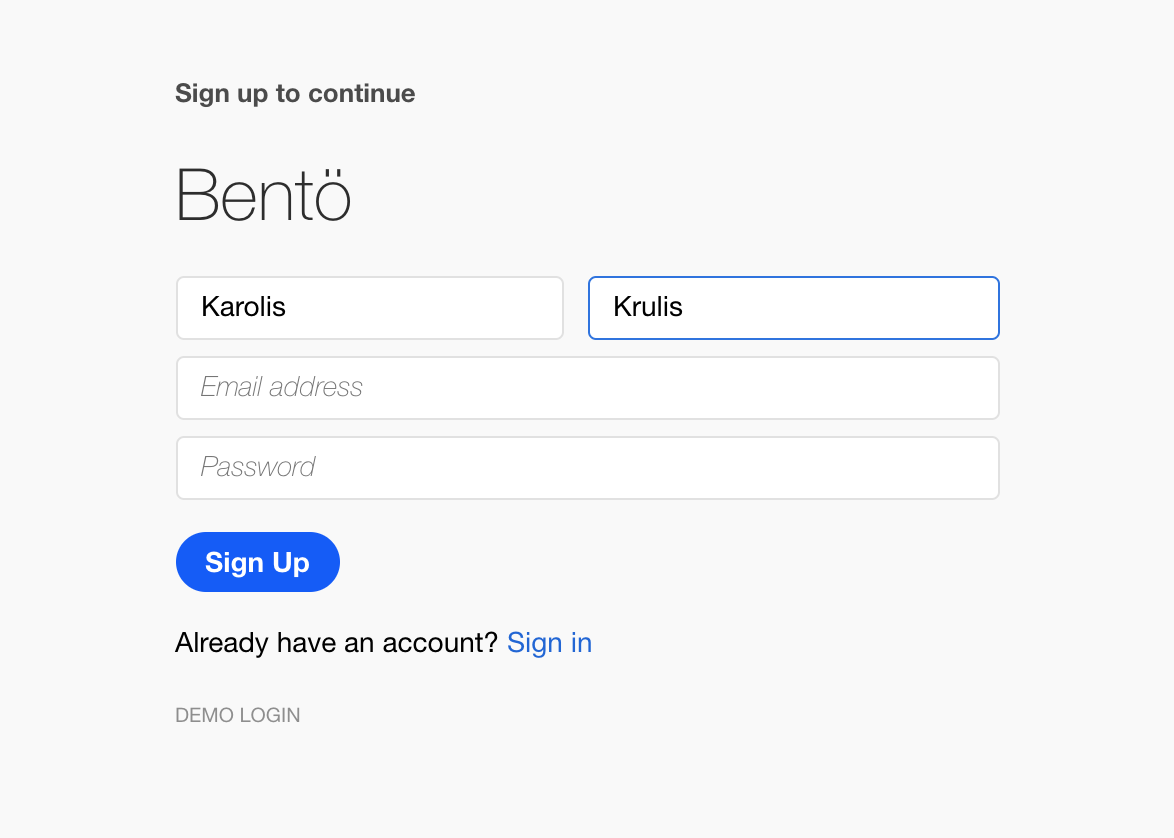 Sign up to continue
Bentö
Karolis Krulis
Email address
Password
Sign Up
Already have an account? Sign in
DEMO LOGIN